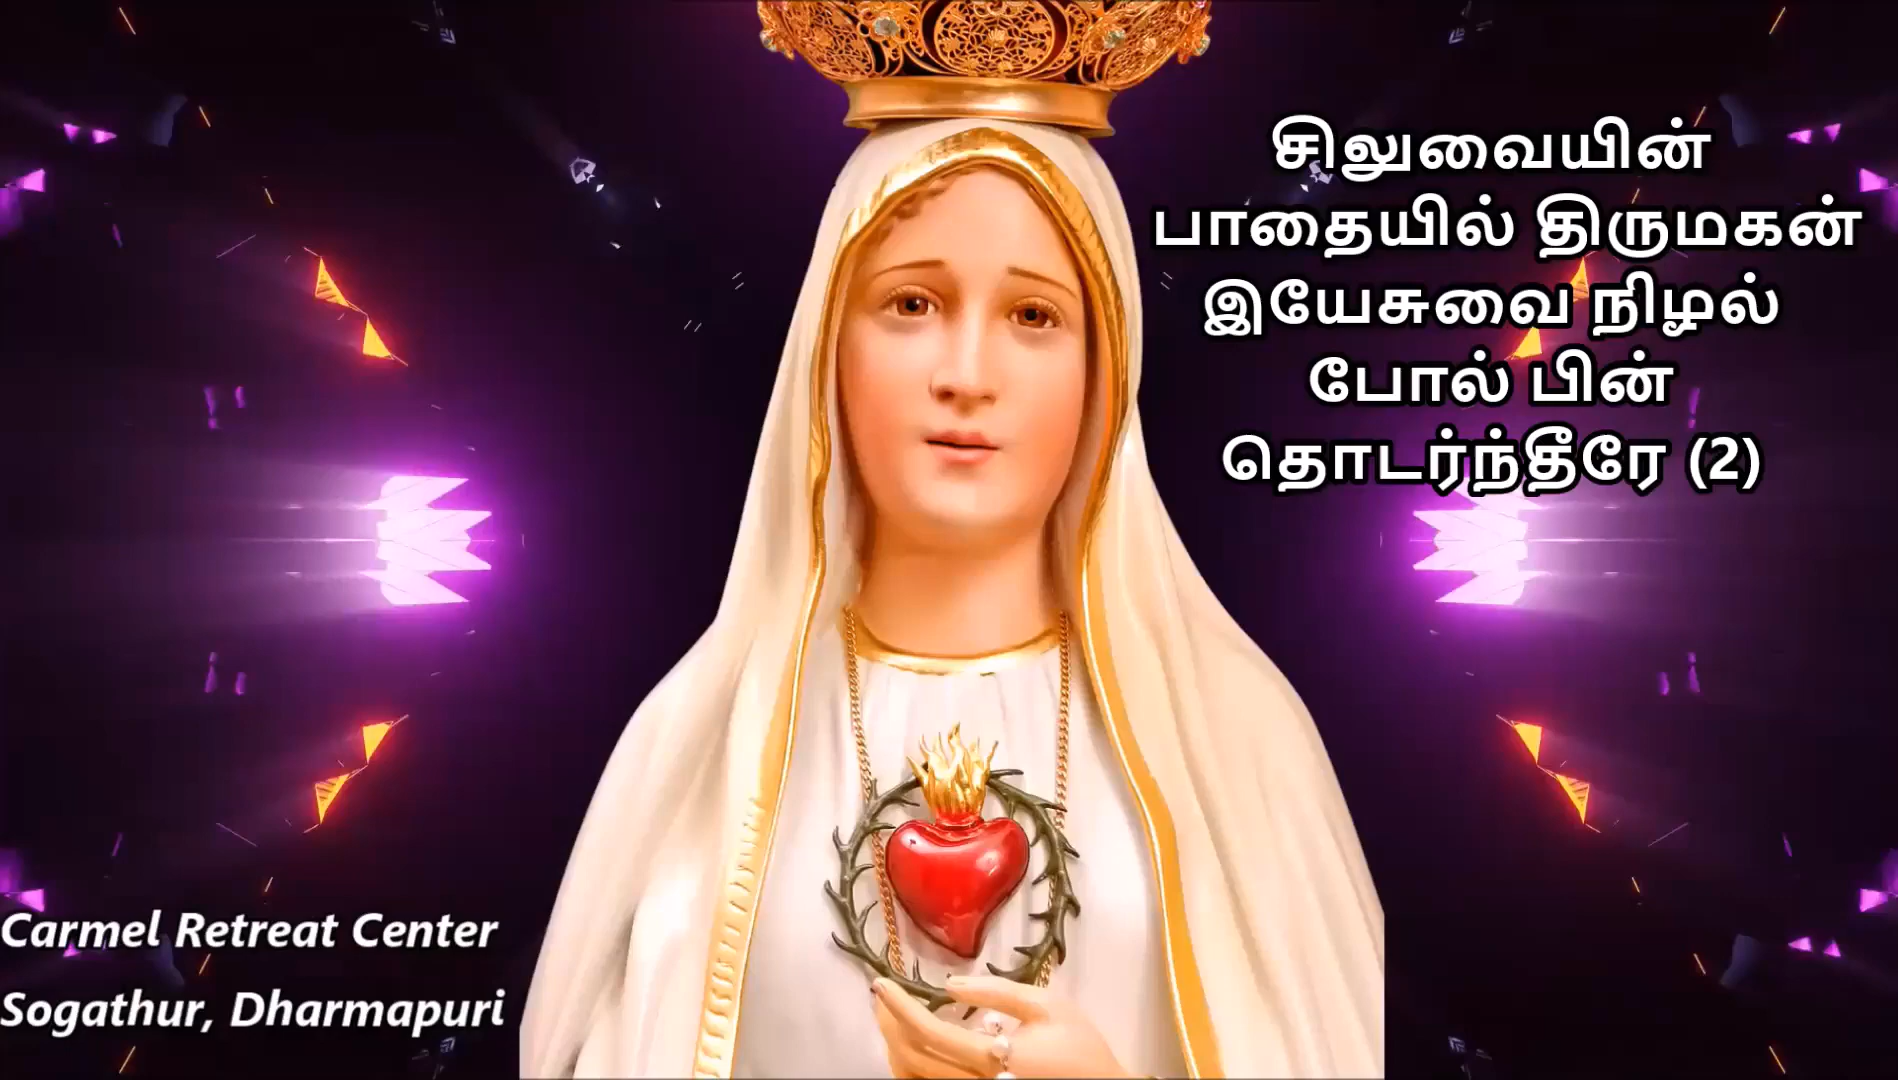 சிலுவையின்
பாதையில் திருமகன்
இயேசுவை நிழல்
போல் பின்
தொடர்ந்தீரே (2)
Carmel Retreat Center
Sogathur, Dharmapuri